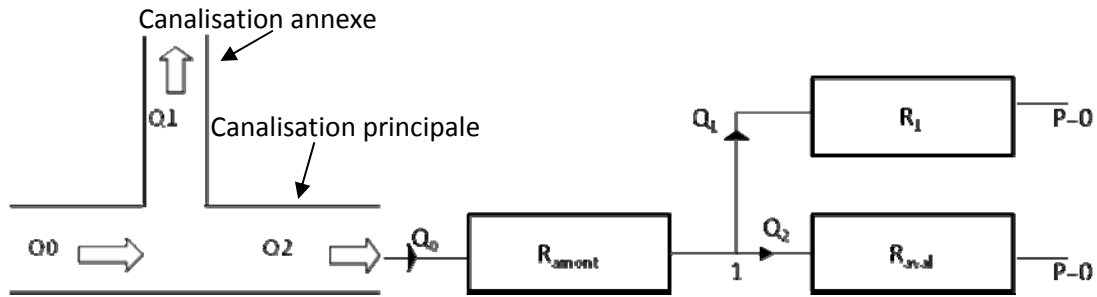 Canalisation annexe
Q1
Canalisation principale
Q0
Q2
Q0
Ramont
1
Q1
Q2
R1
P-0
Raval
P-0